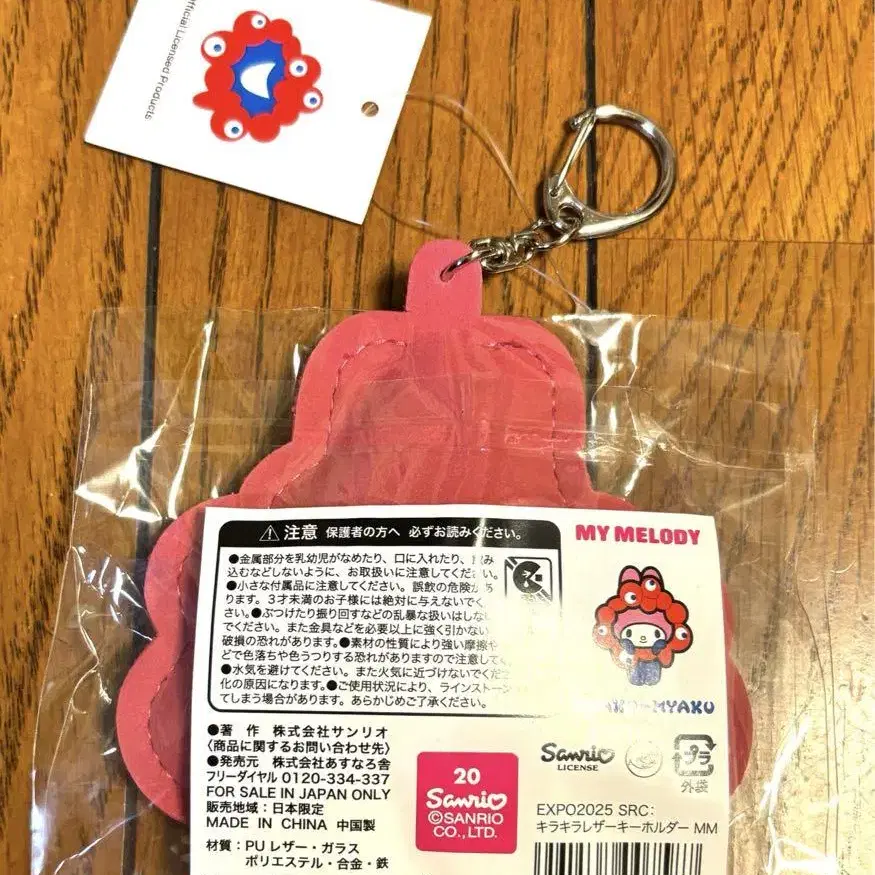 Official Licensed Products
注意 保護者の方へ 必ずお読みください。
●金属部分を乳幼児がなめたり、口に入れたり、飲み
込むなどしないように、お取扱いに注意してください。
●小さな付属品に注意してください。誤飲の危険があ
ります。3才未満のお子様には絶対に与えないでく
さい。●ぶつけたり振り回すなどの乱暴な扱いはしない
でください。また金具などを必要以上に強く引かない
破損の恐れがあります。●素材の性質により強い摩擦や
どで色落ちや色うつりする恐れがありますので注意して
●水気を避けてください。また火気に近づけないでくだ
化の原因になります。●ご使用状況により、ラインストーン
てしまう場合があります。あらかじめご了承ください。
MY MELODY
MYAKU
●著 作 株式会社サンリオ
〈商品に関するお問い合わせ先〉
●発売元 株式会社あすなろ舎
フリーダイヤル 0120-334-337
FOR SALE IN JAPAN ONLY
販売地域：日本限定
MADE IN CHINA 中国製
材質：PU レザー・ガラス
ポリエステル・合金・鉄
20
Sanrio
©SANRIO
CO.,LTD.
Sanrio
LICENSE
プラ
外袋
EXPO2025 SRC:
キラキラレザーキーホルダー MM